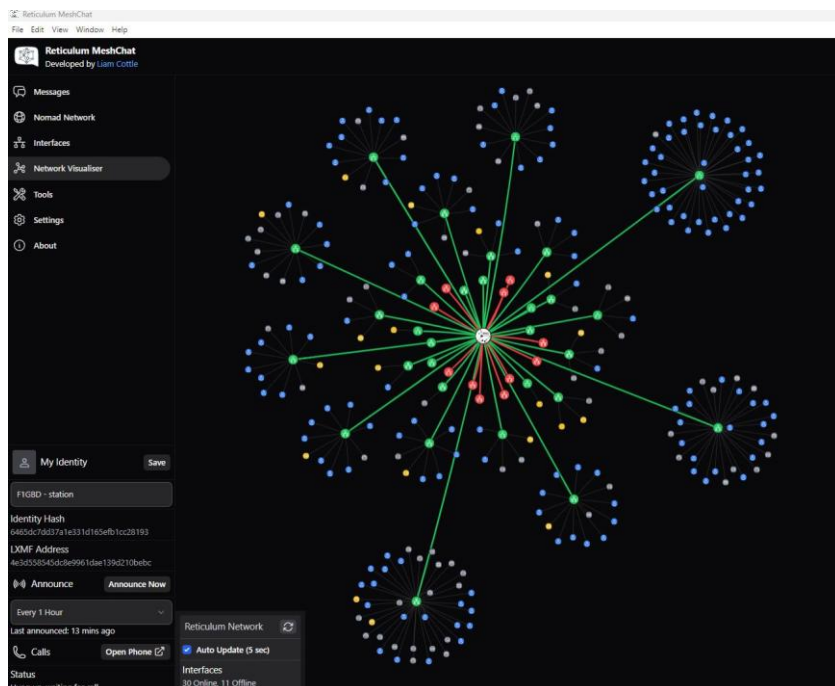 Reticulum MeshChat
File Edit View Window Help
Reticulum MeshChat
Developed by Liam Cottle
Messages
Nomad Network
Interfaces
Network Visualiser
Tools
Settings
About
My Identity Save
F1GBD - station
Identity Hash
6465dc7dd37a1e331d165efb1cc28193
LXMF Address
4e3d558545dc8e9961dae139d210bebc
Announce Announce Now
Every 1 Hour
Last announced: 13 mins ago
Calls Open Phone
Status
Reticulum Network
Auto Update (5 sec)
Interfaces
30 Online, 11 Offline